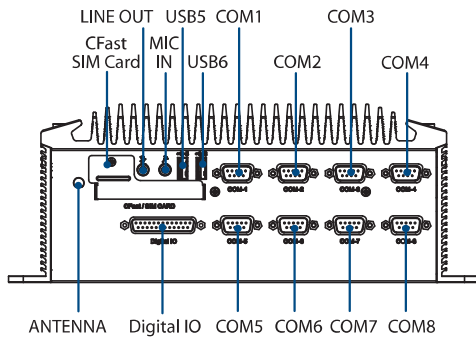 LINE OUT USB5 COM1 COM3
CFast SIM Card MIC IN USB6 COM2 COM4
COM-1 COM-2 COM-3 COM-4
CFast / SIM CARD
Digital IO COM-5 COM-6 COM-7 COM-8
ANTENNA Digital IO COM5 COM6 COM7 COM8